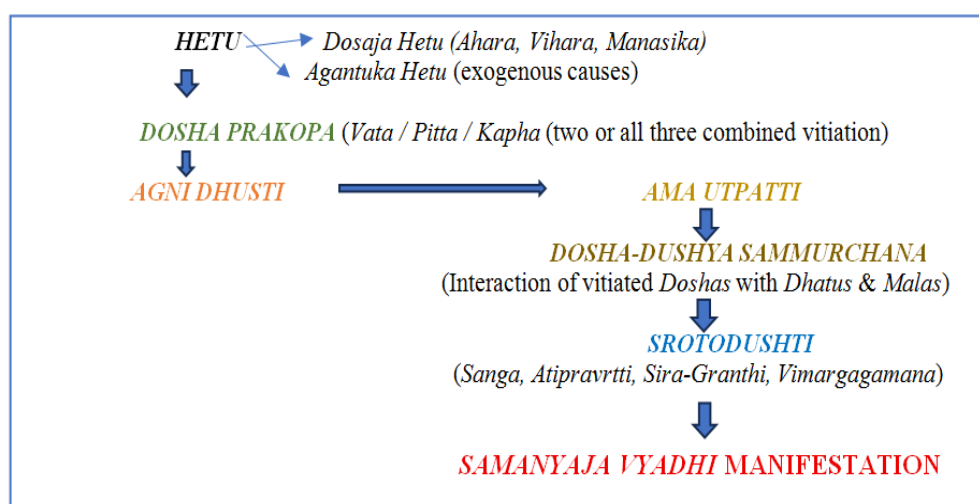 HETU Dosaja Hetu (Ahara, Vihara, Manasika)
Agantuka Hetu (exogenous causes)
DOSHA PRAKOPA (Vata / Pitta / Kapha (two or all three combined vitiation)
AGNI DHUSTI AMA UTPATTI
DOSHA-DUSHYA SAMMURCHANA
(Interaction of vitiated Doshas with Dhatus & Malas)
SROTODUSHTI
(Sanga, Atipravrtti, Sira-Granthi, Vimargagamana)
SAMANYAJA VYADHI MANIFESTATION